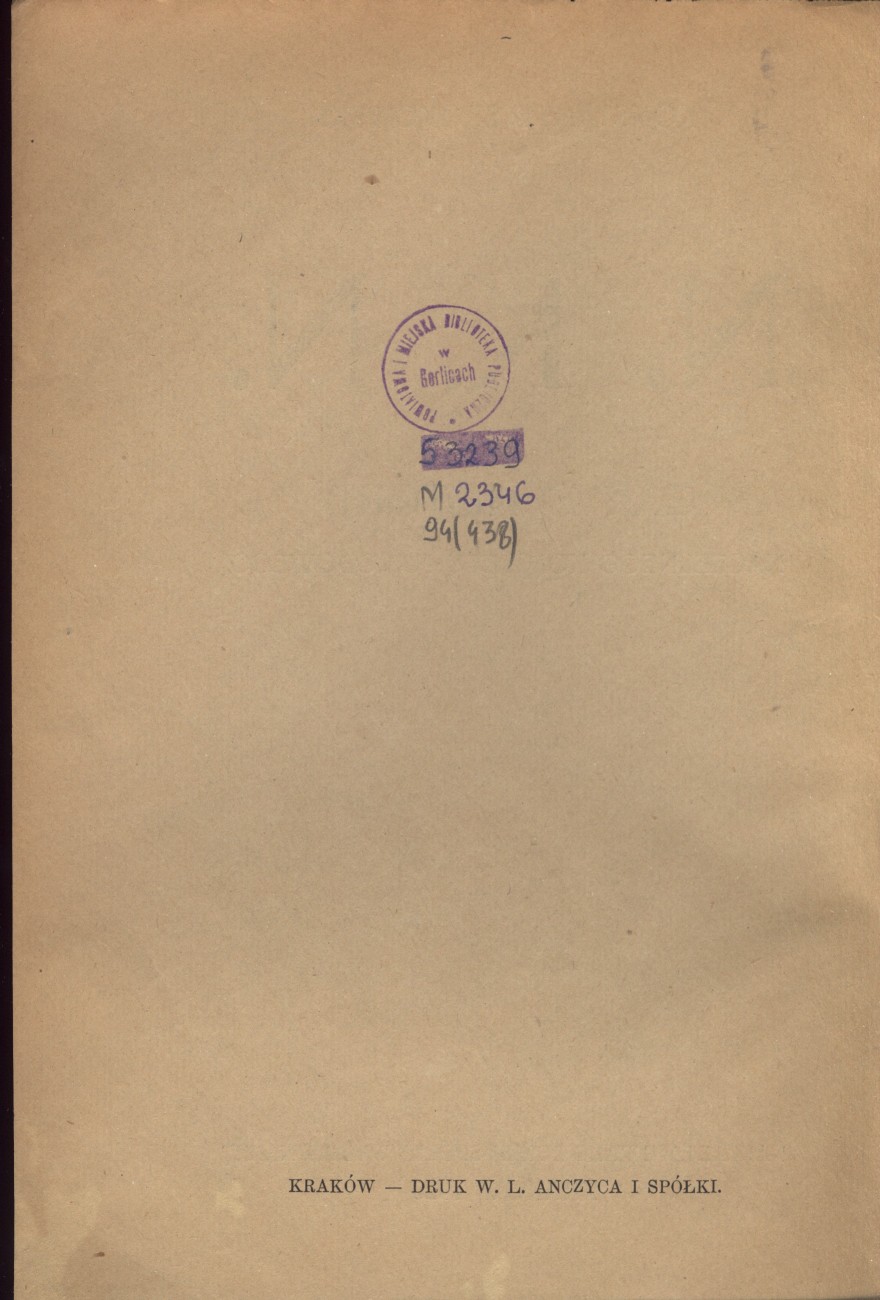 POWIATOWA I MIEJSKA BIBLIOTEKA PUBLICZNA
w
Gorlicach
53239
M 2346
94(438)
KRAKÓW — DRUK W. L. ANCZYCA I SPÓŁKI.